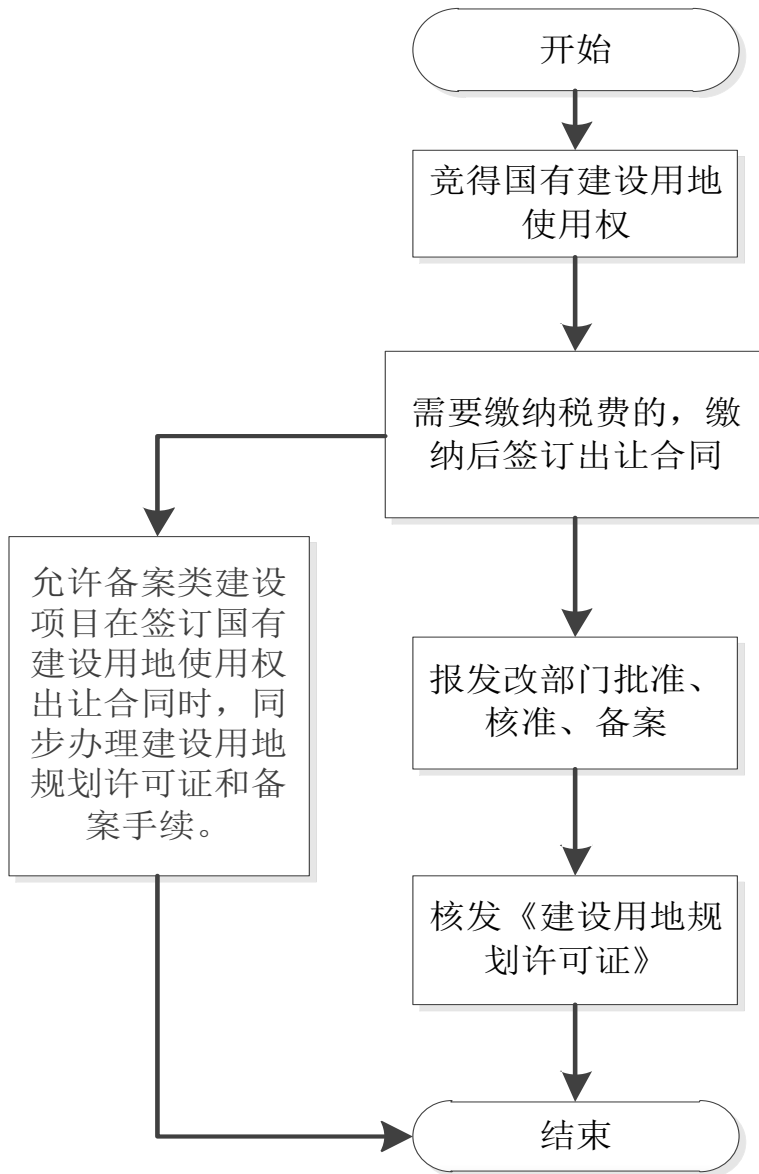 开始
竞得国有建设用地
使用权
需要缴纳税费的，缴
纳后签订出让合同
允许备案类建设
项目在签订国有
建设用地使用权
出让合同时，同
步办理建设用地
规划许可证和备
案手续。
报发改部门批准、
核准、备案
核发《建设用地规
划许可证》
结束